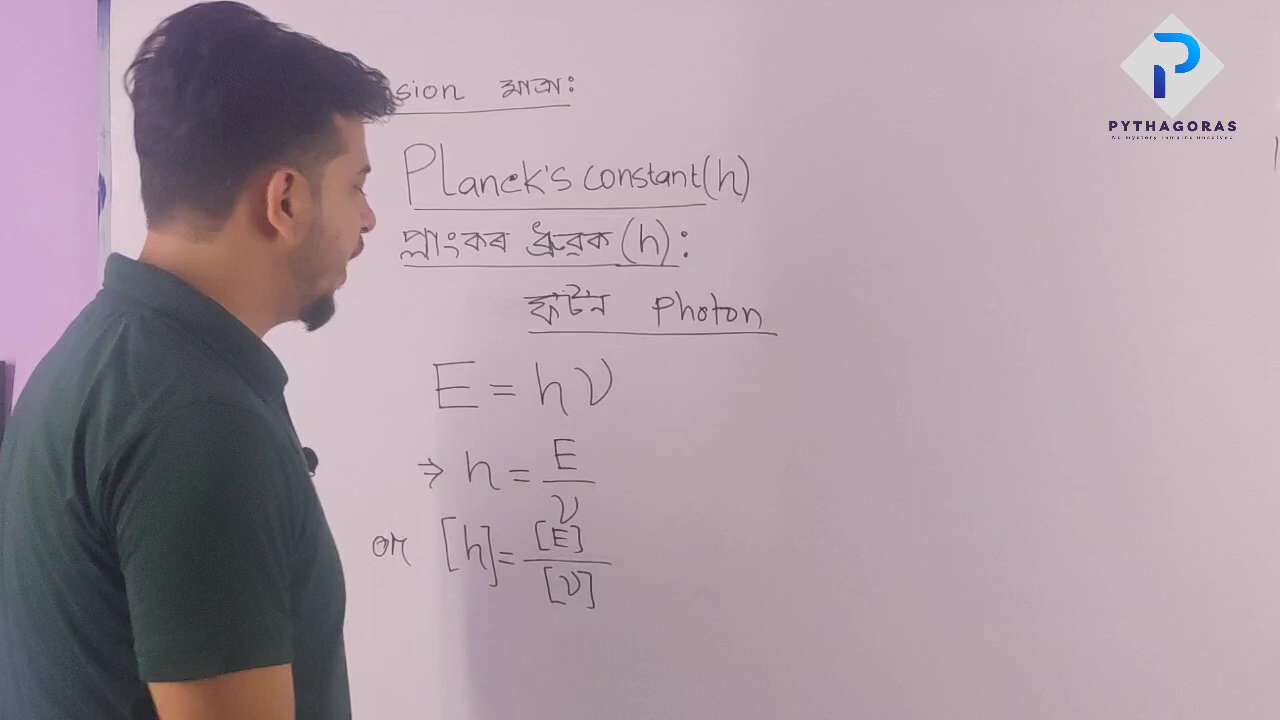 sion মাত্ৰা:
Planck's constant (h)
প্লাংকৰ ধ্ৰুৱক (h):
ফটন Photon
E = hν
⇒ h = E/ν
or [h] = [E]/[ν]
PYTHAGORAS